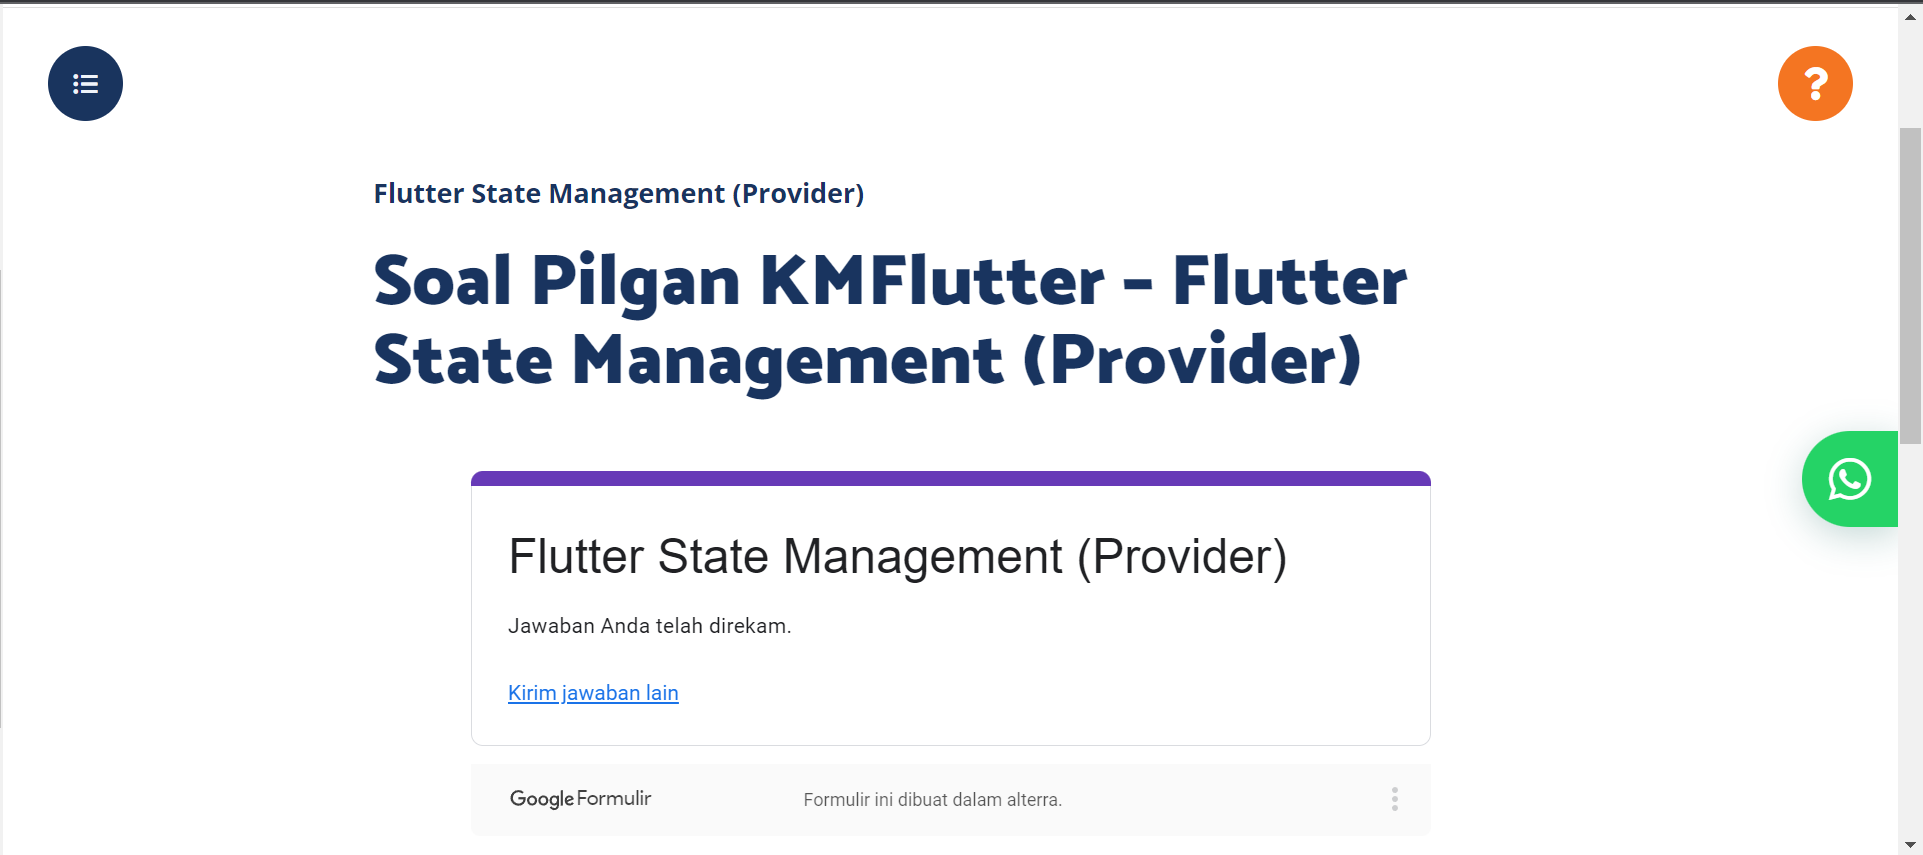 Flutter State Management (Provider)
Soal Pilgan KMFlutter – Flutter
State Management (Provider)
Flutter State Management (Provider)
Jawaban Anda telah direkam.
Kirim jawaban lain
Google Formulir
Formulir ini dibuat dalam alterra.